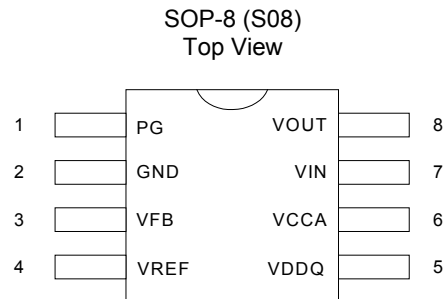 SOP-8 (S08)
Top View
1 PG VOUT 8
2 GND VIN 7
3 VFB VCCA 6
4 VREF VDDQ 5